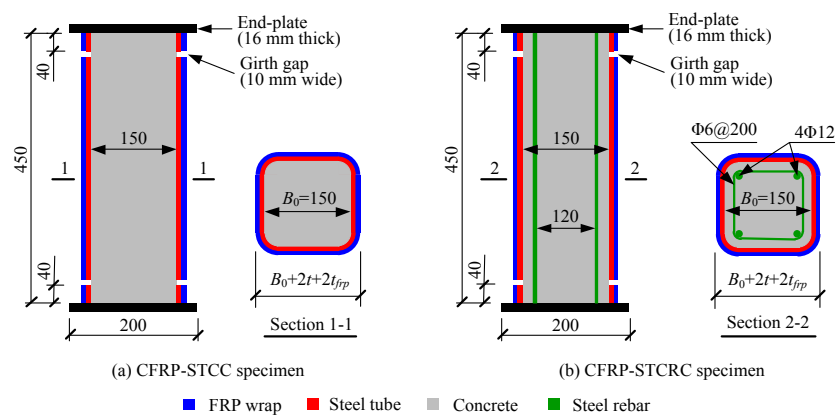 End-plate
(16 mm thick)
Girth gap
(10 mm wide)
40
150
450
1
1
B₀=150
40
B₀+2t+2t_frp
200
Section 1-1
(a) CFRP-STCC specimen
End-plate
(16 mm thick)
Girth gap
(10 mm wide)
40
Φ6@200
4Φ12
150
450
2
2
B₀=150
120
40
B₀+2t+2t_frp
200
Section 2-2
(b) CFRP-STCRC specimen
FRP wrap
Steel tube
Concrete
Steel rebar